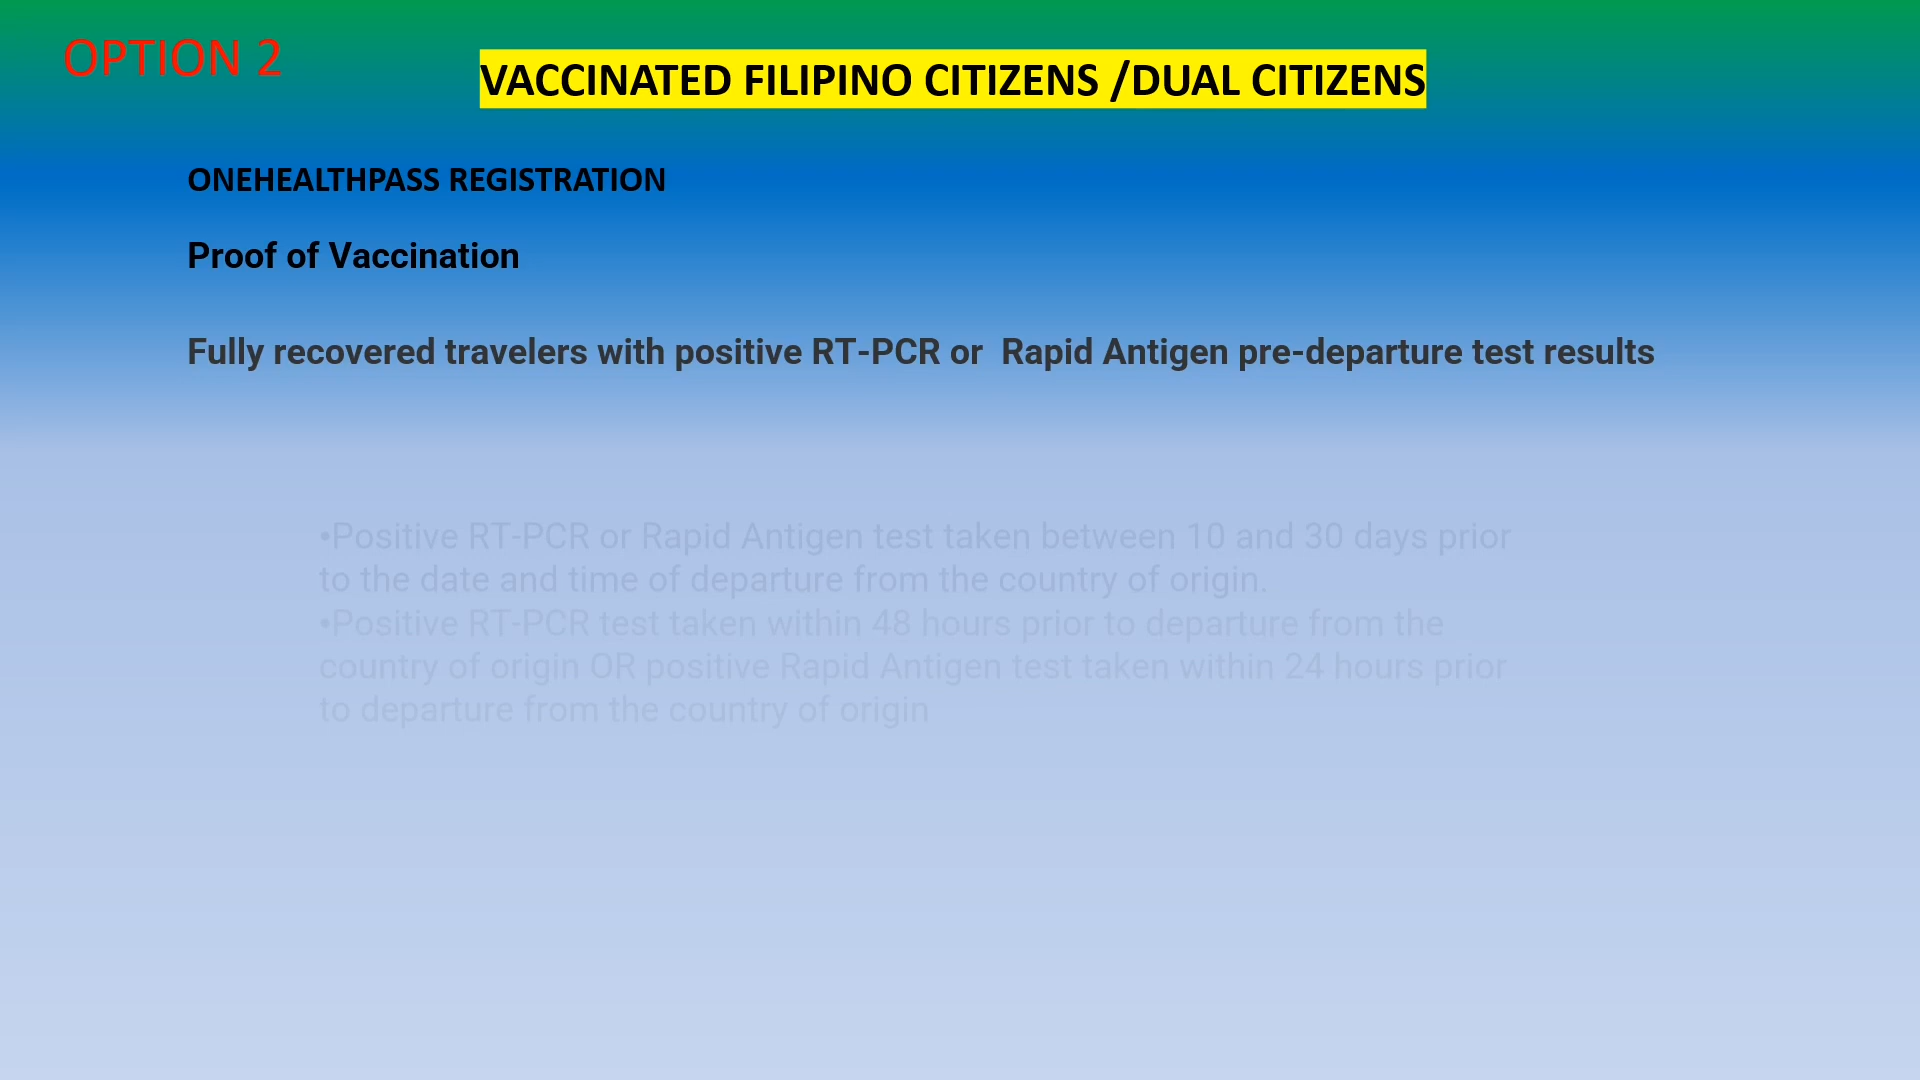 OPTION 2
VACCINATED FILIPINO CITIZENS /DUAL CITIZENS
ONEHEALTHPASS REGISTRATION
Proof of Vaccination
Fully recovered travelers with positive RT-PCR or  Rapid Antigen pre-departure test results
•Positive RT-PCR or Rapid Antigen test taken between 10 and 30 days prior
to the date and time of departure from the country of origin.
•Positive RT-PCR test taken within 48 hours prior to departure from the
country of origin OR positive Rapid Antigen test taken within 24 hours prior
to departure from the country of origin